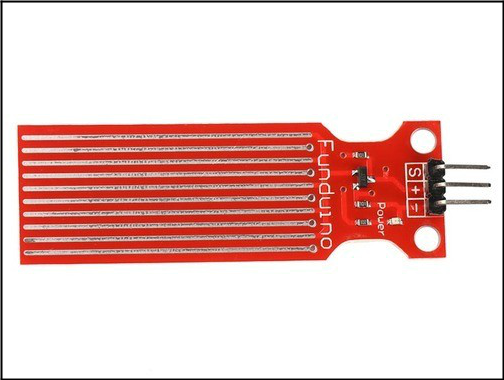 Funduino
Power
S + -